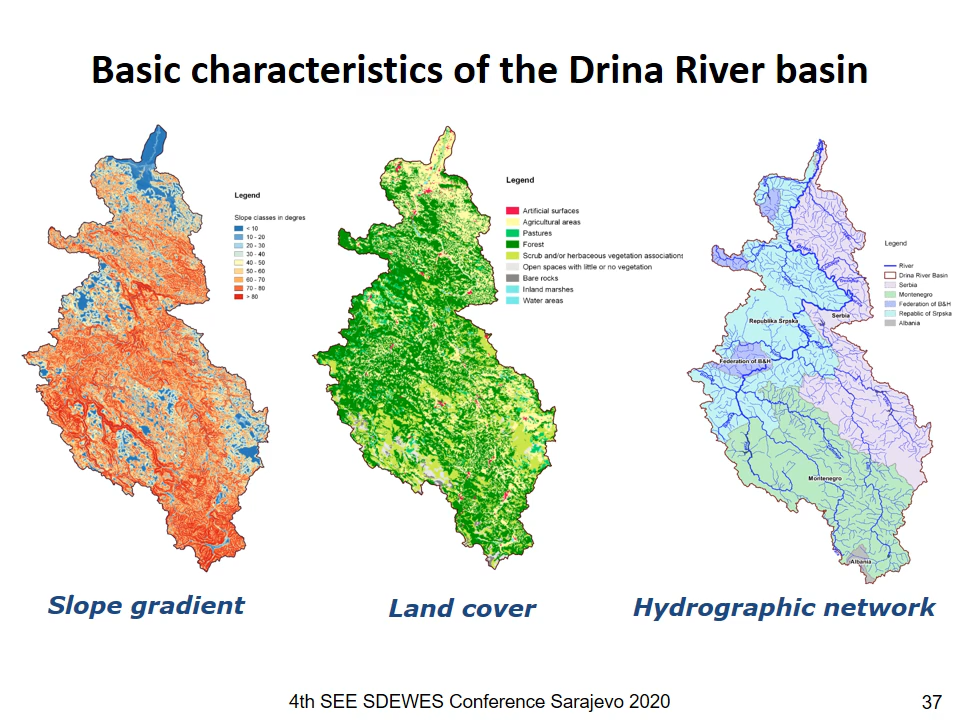 Basic characteristics of the Drina River basin
Legend
Slope classes in degres
< 10
10 - 20
20 - 30
30 - 40
40 - 50
50 - 60
60 - 70
70 - 80
> 80
Legend
Artificial surfaces
Agricultural areas
Pastures
Forest
Scrub and/or herbaceous vegetation associations
Open spaces with little or no vegetation
Bare rocks
Inland marshes
Water areas
Legend
River
Drina River Basin
Serbia
Montenegro
Federation of B&H
Republic of Srpska
Albania
Republika Srpska
Serbia
Federation of B&H
Montenegro
Albania
Slope gradient
Land cover
Hydrographic network
4th SEE SDEWES Conference Sarajevo 2020
37